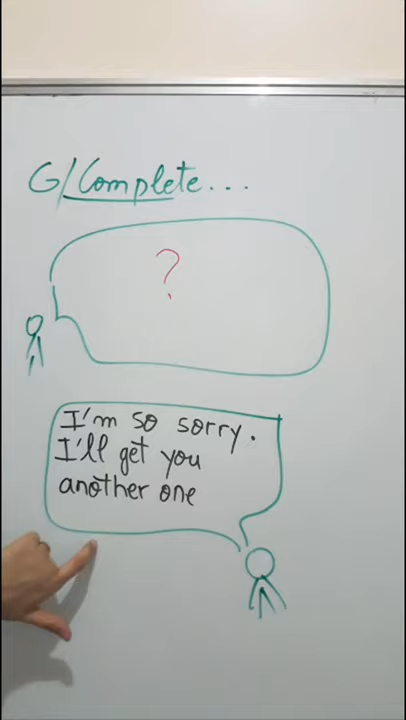 G/Complete...
?
I'm so sorry.
I'll get you
another one